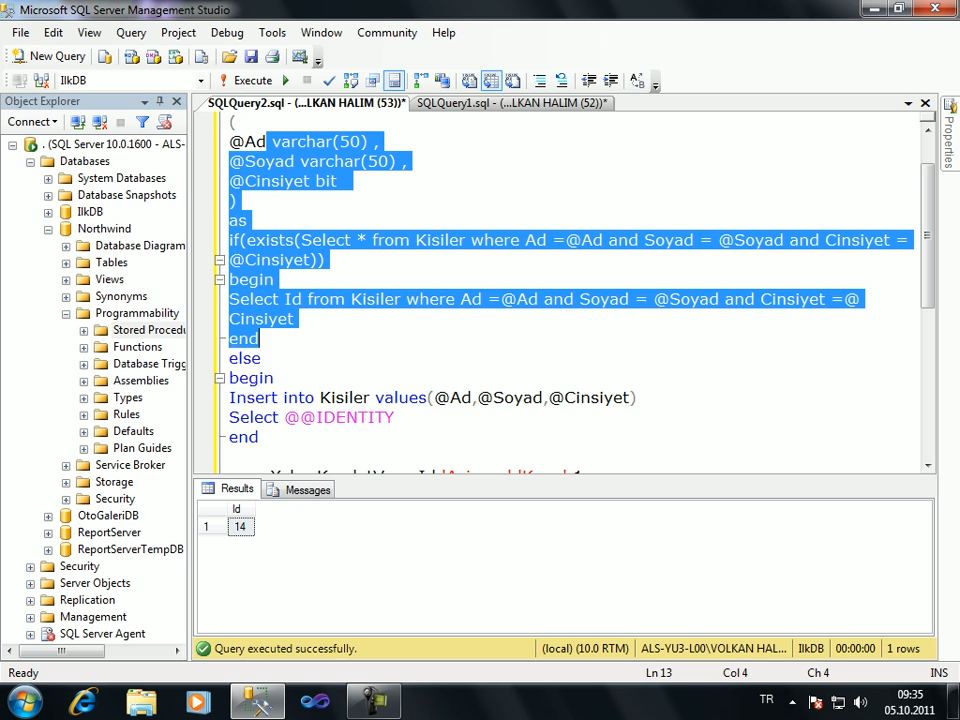 Microsoft SQL Server Management Studio
File Edit View Query Project Debug Tools Window Community Help
New Query
IlkDB Execute
Object Explorer
Connect
. (SQL Server 10.0.1600 - ALS-
Databases
System Databases
Database Snapshots
IlkDB
Northwind
Database Diagram
Tables
Views
Synonyms
Programmability
Stored Procedu
Functions
Database Trigg
Assemblies
Types
Rules
Defaults
Plan Guides
Service Broker
Storage
Security
OtoGaleriDB
ReportServer
ReportServerTempDB
Security
Server Objects
Replication
Management
SQL Server Agent
SQLQuery2.sql - (...LKAN HALIM (53))* SQLQuery1.sql - (...LKAN HALIM (52))*
(
@Ad varchar(50) ,
@Soyad varchar(50) ,
@Cinsiyet bit
)
as
if(exists(Select * from Kisiler where Ad =@Ad and Soyad = @Soyad and Cinsiyet =
@Cinsiyet))
begin
Select Id from Kisiler where Ad =@Ad and Soyad = @Soyad and Cinsiyet =@
Cinsiyet
end
else
begin
Insert into Kisiler values(@Ad,@Soyad,@Cinsiyet)
Select @@IDENTITY
end
Results Messages
Id
1 14
Query executed successfully. (local) (10.0 RTM) ALS-YU3-L00\VOLKAN HAL... IlkDB 00:00:00 1 rows
Properties
Ready Ln 13 Col 4 Ch 4 INS
TR 09:35
05.10.2011